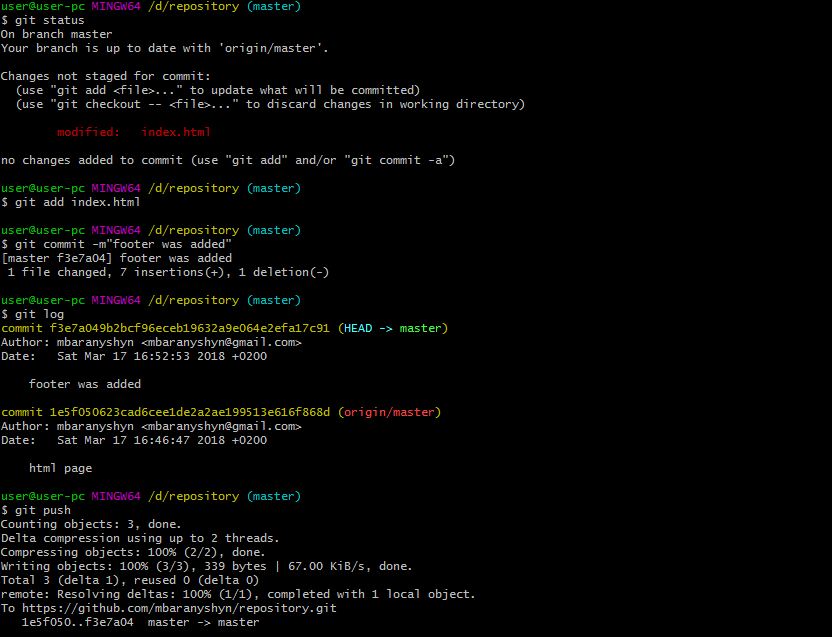 user@user-pc MINGW64 /d/repository (master)
$ git status
On branch master
Your branch is up to date with 'origin/master'.

Changes not staged for commit:
  (use "git add <file>..." to update what will be committed)
  (use "git checkout -- <file>..." to discard changes in working directory)

        modified:   index.html

no changes added to commit (use "git add" and/or "git commit -a")

user@user-pc MINGW64 /d/repository (master)
$ git add index.html

user@user-pc MINGW64 /d/repository (master)
$ git commit -m"footer was added"
[master f3e7a04] footer was added
 1 file changed, 7 insertions(+), 1 deletion(-)

user@user-pc MINGW64 /d/repository (master)
$ git log
commit f3e7a049b2bcf96eceb19632a9e064e2efa17c91 (HEAD -> master)
Author: mbaranyshyn <mbaranyshyn@gmail.com>
Date:   Sat Mar 17 16:52:53 2018 +0200

    footer was added

commit 1e5f050623cad6cee1de2a2ae199513e616f868d (origin/master)
Author: mbaranyshyn <mbaranyshyn@gmail.com>
Date:   Sat Mar 17 16:46:47 2018 +0200

    html page

user@user-pc MINGW64 /d/repository (master)
$ git push
Counting objects: 3, done.
Delta compression using up to 2 threads.
Compressing objects: 100% (2/2), done.
Writing objects: 100% (3/3), 339 bytes | 67.00 KiB/s, done.
Total 3 (delta 1), reused 0 (delta 0)
remote: Resolving deltas: 100% (1/1), completed with 1 local object.
To https://github.com/mbaranyshyn/repository.git
   1e5f050..f3e7a04  master -> master